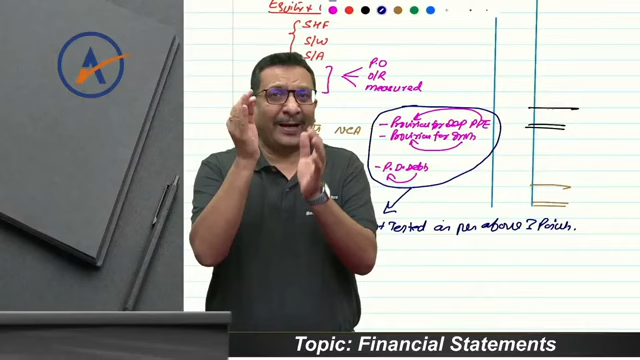 Equity & L
SHF
S/W
S/A
P.O
O/R
measured
NCA
- Provision for DEP PPE
- Provision for
- P.D.Debts
Tested as per above 3 Points.
Topic: Financial Statements